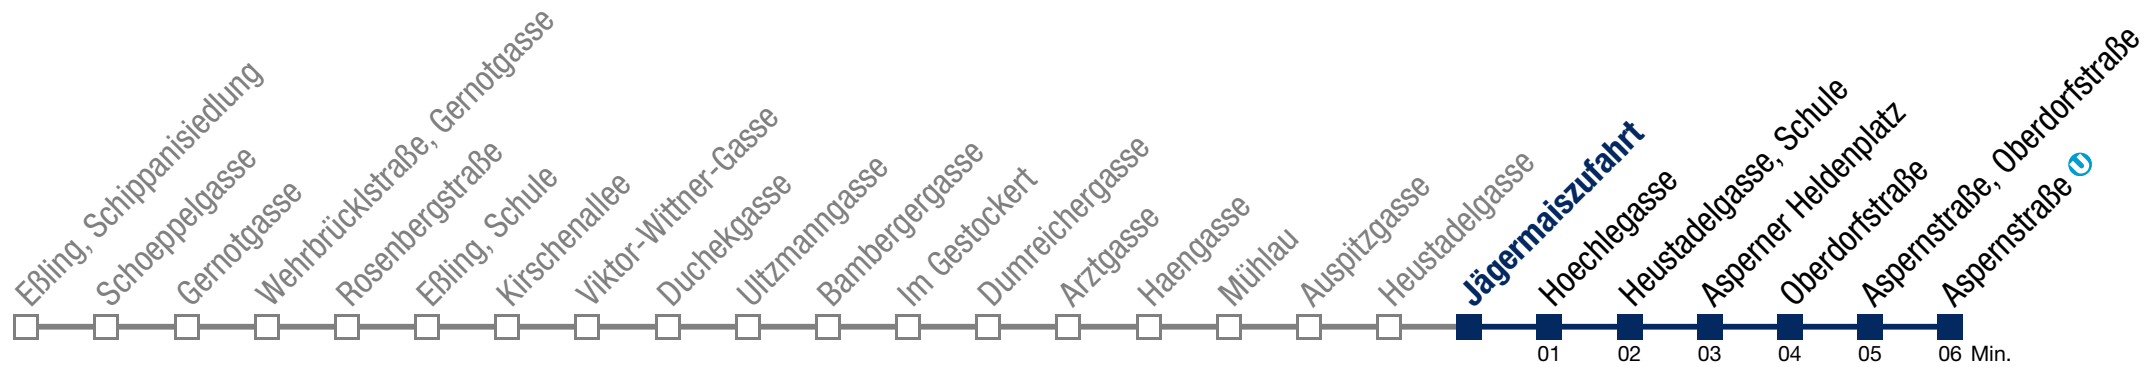 Eßling, Schippanisiedlung
Schoeppelgasse
Gernotgasse
Wehrbrücklstraße, Gernotgasse
Rosenbergstraße
Eßling, Schule
Kirschenallee
Viktor-Wittner-Gasse
Duchekgasse
Ultzmanngasse
Bambergergasse
Im Gestockert
Dumreichergasse
Arztgasse
Haengasse
Mühlau
Auspitzgasse
Heustadelgasse
Jägermaiszufahrt
Hoechlegasse
Heustadelgasse, Schule
Asperner Heldenplatz
Oberdorfstraße
Aspernstraße, Oberdorfstraße
Aspernstraße U
01 02 03 04 05 06 Min.